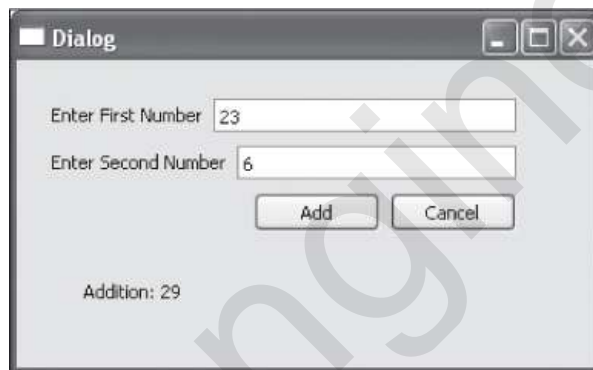 Dialog
Enter First Number 23
Enter Second Number 6
Add Cancel
Addition: 29